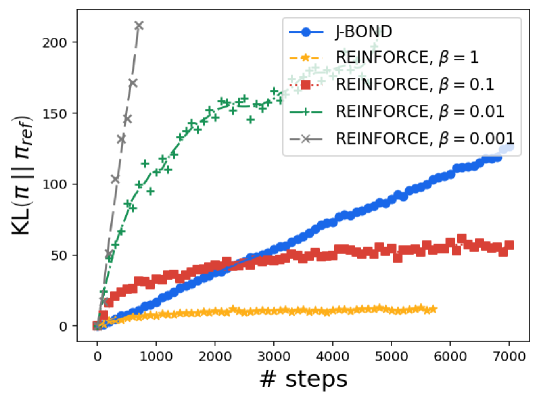 J-BOND
REINFORCE, β = 1
REINFORCE, β = 0.1
REINFORCE, β = 0.01
REINFORCE, β = 0.001
KL(π || π_ref)
200
150
100
50
0
0 1000 2000 3000 4000 5000 6000 7000
# steps